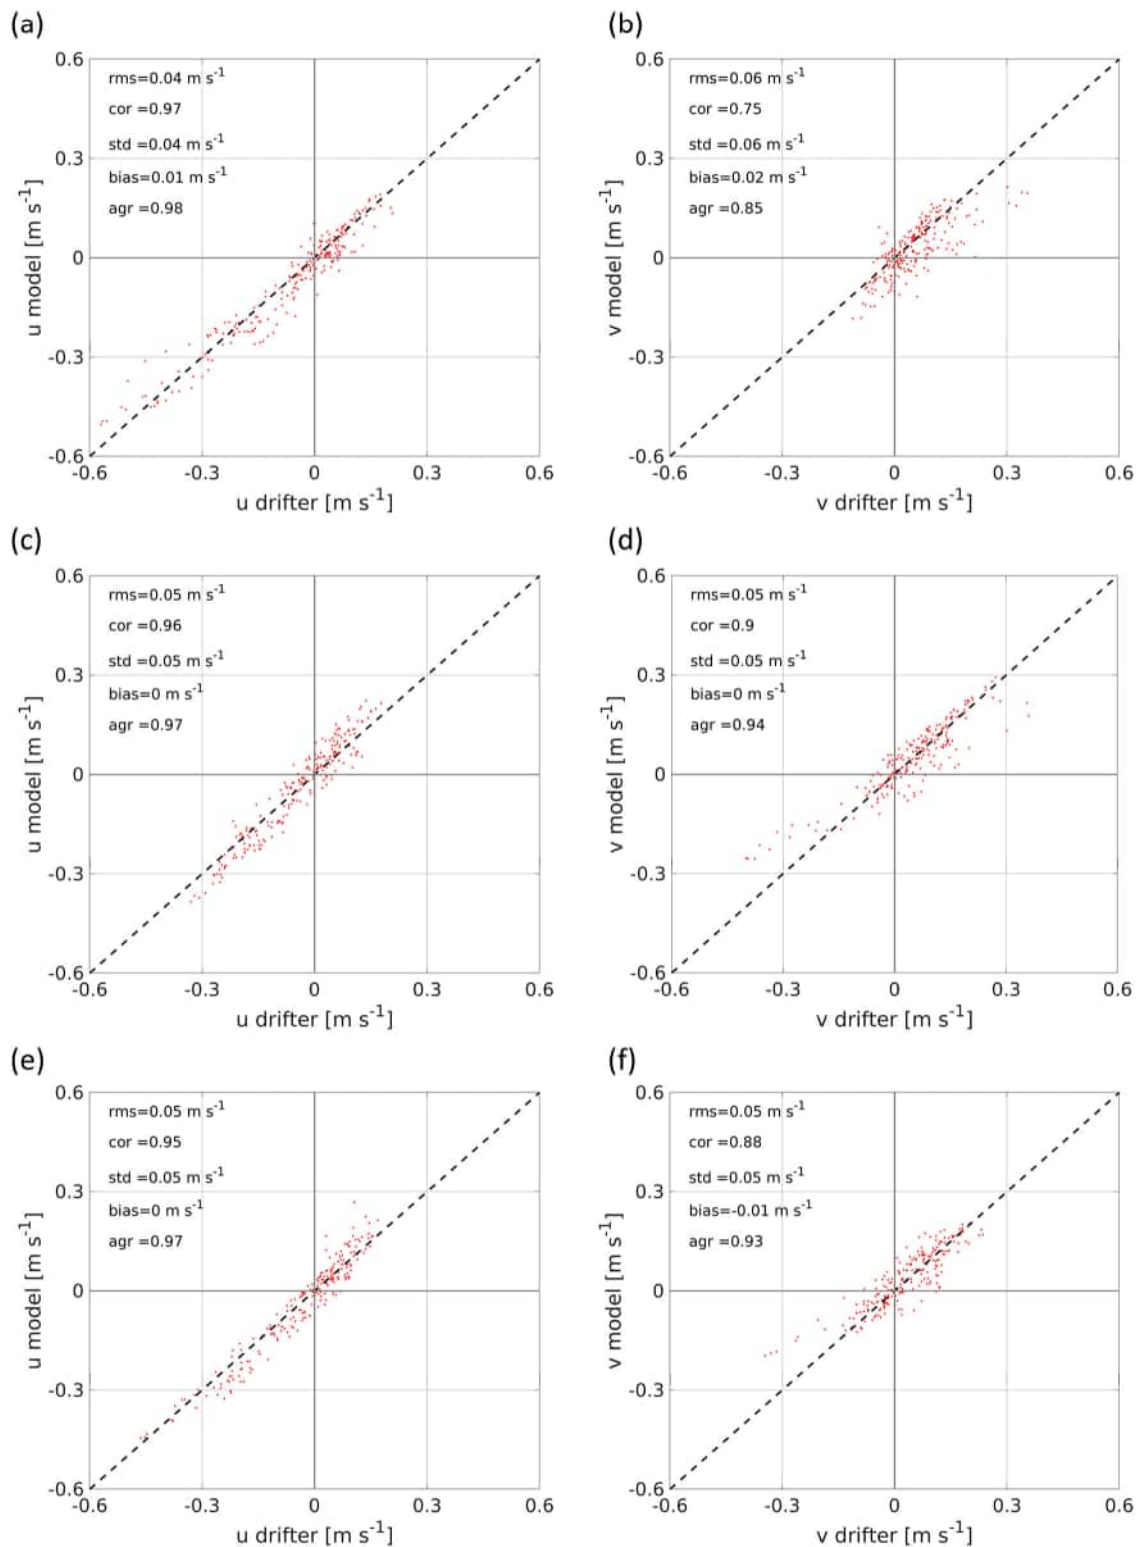 (a)
0.6
rms=0.04 m s⁻¹
cor =0.97
std =0.04 m s⁻¹
0.3
bias=0.01 m s⁻¹
agr =0.98
u model [m s⁻¹]
0
-0.3
-0.6
-0.6 -0.3 0 0.3 0.6
u drifter [m s⁻¹]
(b)
0.6
rms=0.06 m s⁻¹
cor =0.75
std =0.06 m s⁻¹
0.3
bias=0.02 m s⁻¹
agr =0.85
v model [m s⁻¹]
0
-0.3
-0.6
-0.6 -0.3 0 0.3 0.6
v drifter [m s⁻¹]
(c)
0.6
rms=0.05 m s⁻¹
cor =0.96
std =0.05 m s⁻¹
0.3
bias=0 m s⁻¹
agr =0.97
u model [m s⁻¹]
0
-0.3
-0.6
-0.6 -0.3 0 0.3 0.6
u drifter [m s⁻¹]
(d)
0.6
rms=0.05 m s⁻¹
cor =0.9
std =0.05 m s⁻¹
0.3
bias=0 m s⁻¹
agr =0.94
v model [m s⁻¹]
0
-0.3
-0.6
-0.6 -0.3 0 0.3 0.6
v drifter [m s⁻¹]
(e)
0.6
rms=0.05 m s⁻¹
cor =0.95
std =0.05 m s⁻¹
0.3
bias=0 m s⁻¹
agr =0.97
u model [m s⁻¹]
0
-0.3
-0.6
-0.6 -0.3 0 0.3 0.6
u drifter [m s⁻¹]
(f)
0.6
rms=0.05 m s⁻¹
cor =0.88
std =0.05 m s⁻¹
0.3
bias=-0.01 m s⁻¹
agr =0.93
v model [m s⁻¹]
0
-0.3
-0.6
-0.6 -0.3 0 0.3 0.6
v drifter [m s⁻¹]